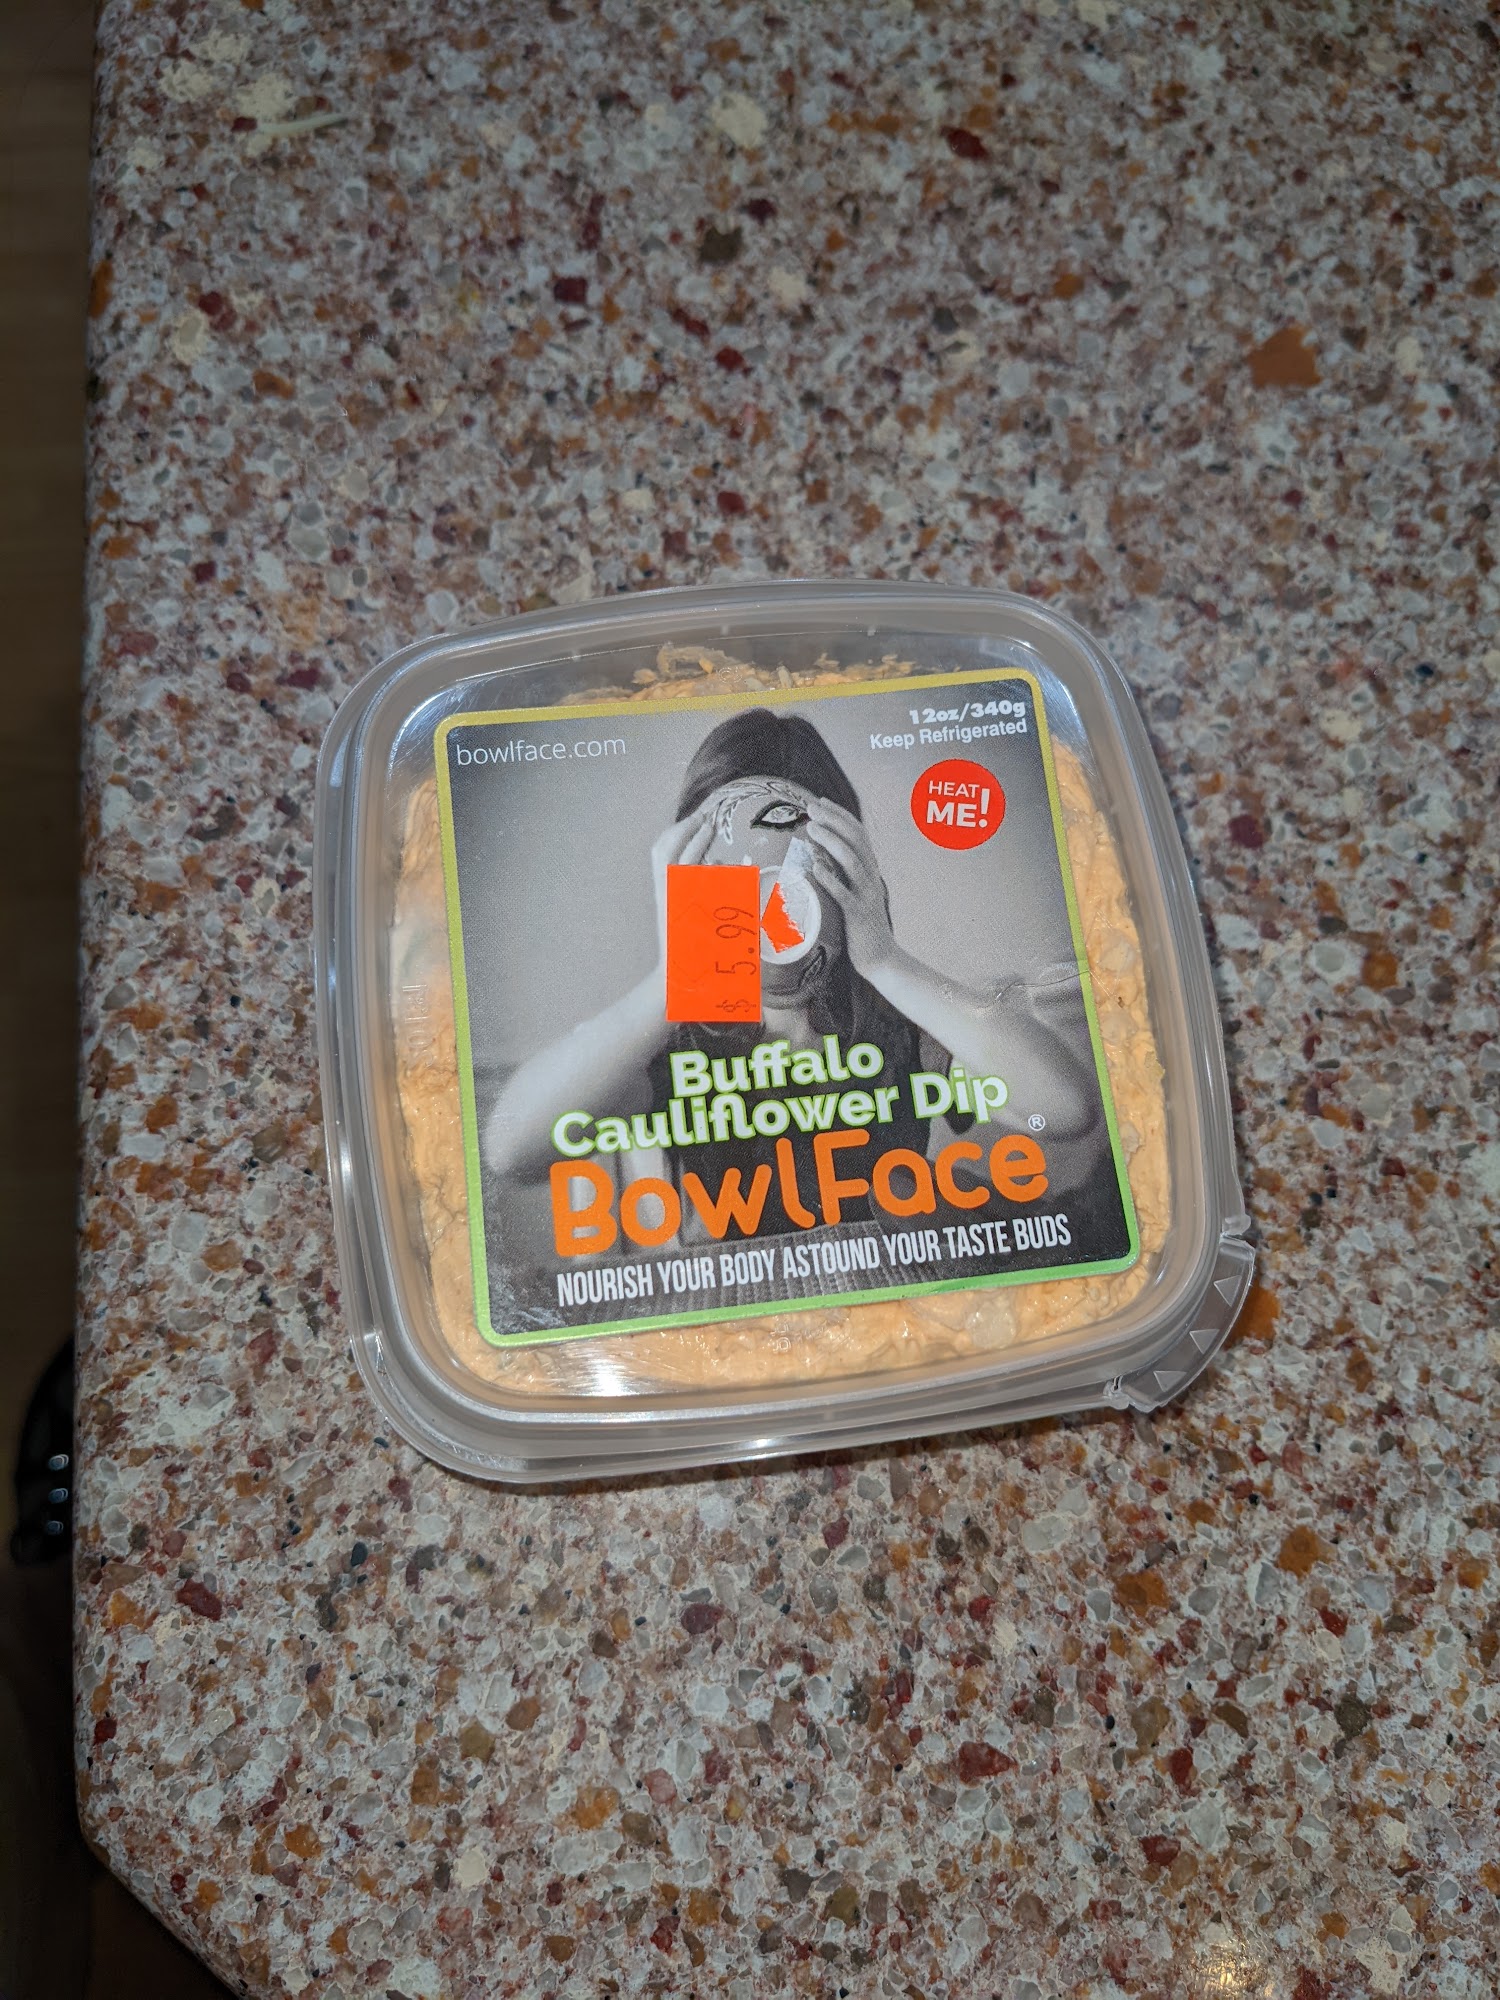 bowlface.com
12oz/340g
Keep Refrigerated
HEAT
ME!
$ 5.99
Buffalo
Cauliflower Dip
BowlFace®
NOURISH YOUR BODY ASTOUND YOUR TASTE BUDS